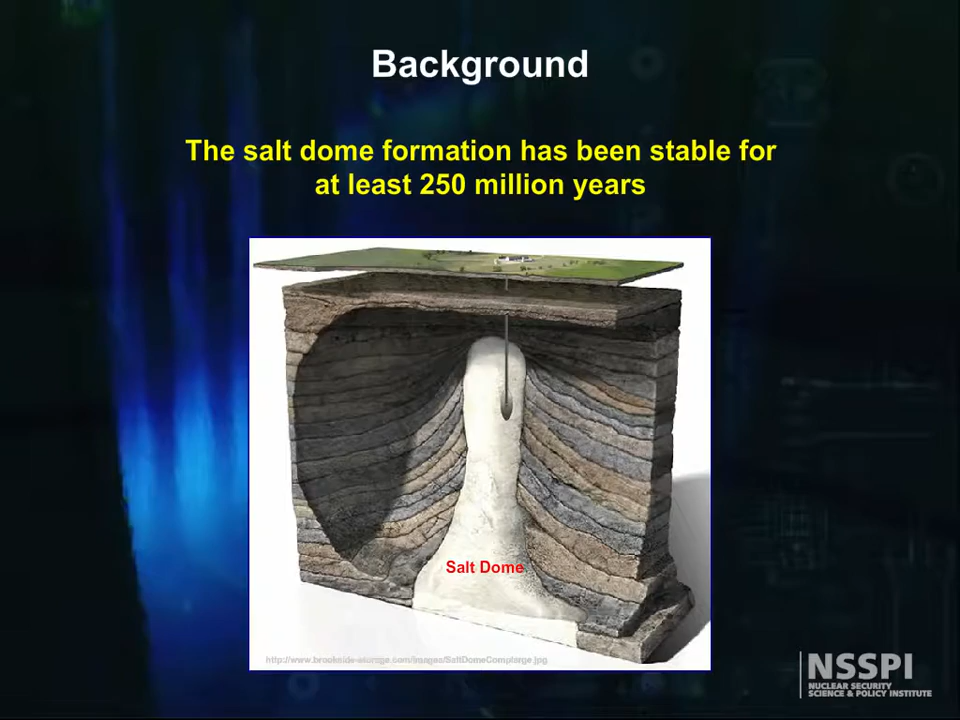 Background
The salt dome formation has been stable for
at least 250 million years
Salt Dome
http://www.brookside-storage.com/images/SaltDomeComplarge.jpg
NSSPI
NUCLEAR SECURITY
SCIENCE & POLICY INSTITUTE